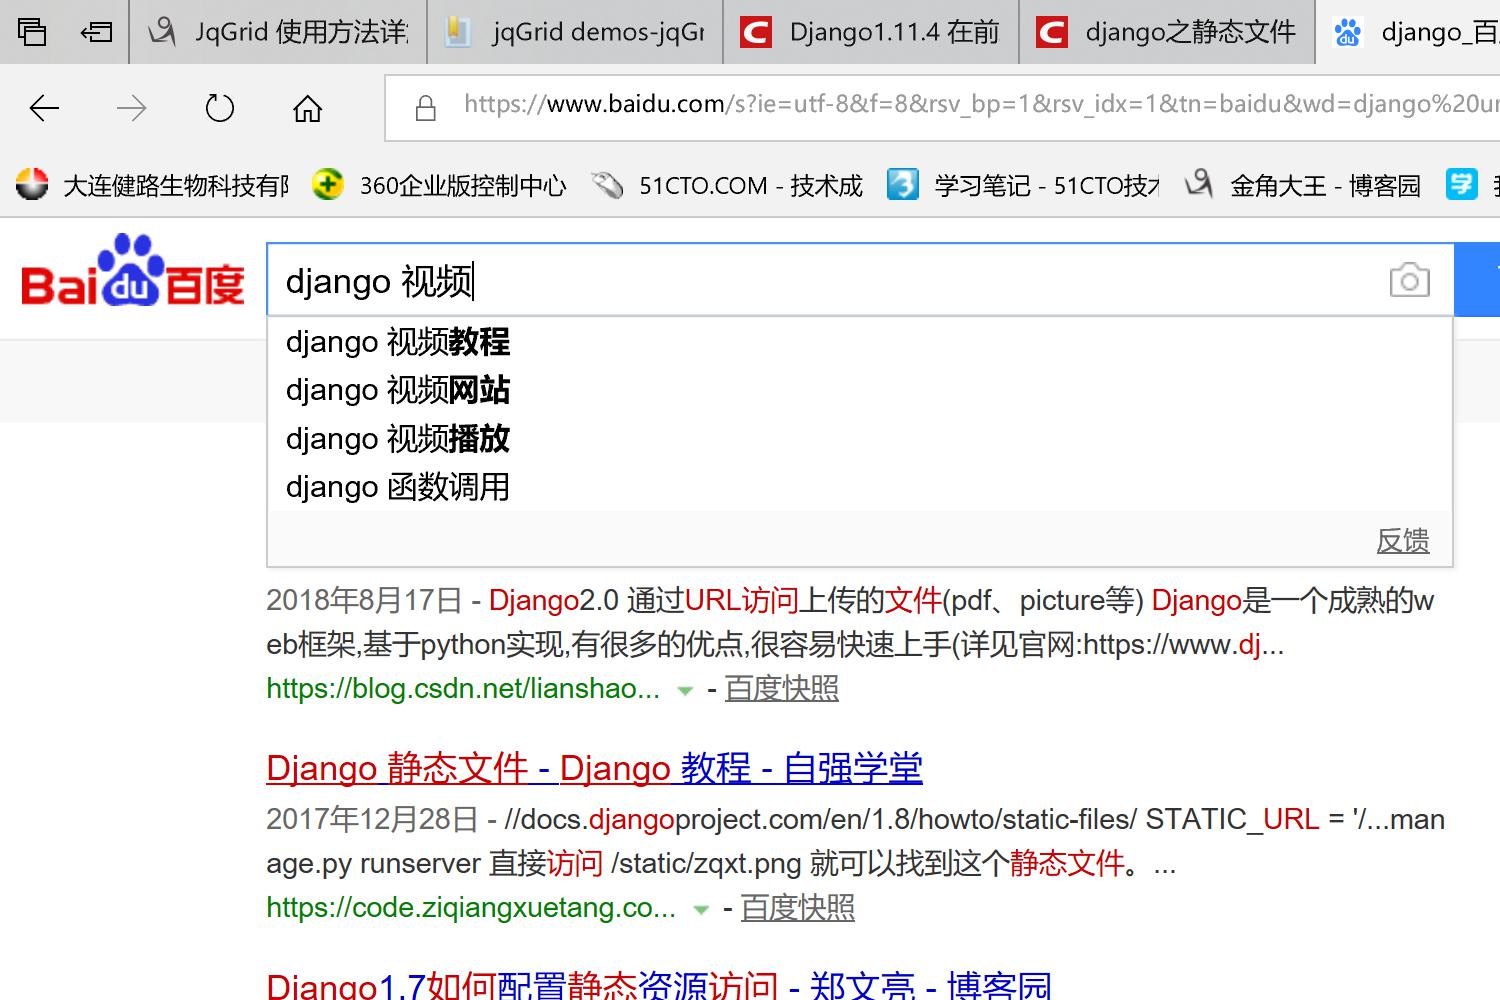 JqGrid 使用方法详
jqGrid demos-jqGr
Django1.11.4 在前
django之静态文件
django_百
https://www.baidu.com/s?ie=utf-8&f=8&rsv_bp=1&rsv_idx=1&tn=baidu&wd=django%20ur
大连健路生物科技有
360企业版控制中心
51CTO.COM - 技术成
学习笔记 - 51CTO技
金角大王 - 博客园
学
Bai du 百度
django 视频
django 视频教程
django 视频网站
django 视频播放
django 函数调用
反馈
2018年8月17日 - Django2.0 通过URL访问上传的文件(pdf、picture等) Django是一个成熟的w
eb框架,基于python实现,有很多的优点,很容易快速上手(详见官网:https://www.dj...
https://blog.csdn.net/lianshao... - 百度快照
Django 静态文件 - Django 教程 - 自强学堂
2017年12月28日 - //docs.djangoproject.com/en/1.8/howto/static-files/ STATIC_URL = '/...man
age.py runserver 直接访问 /static/zqxt.png 就可以找到这个静态文件。...
https://code.ziqiangxuetang.co... - 百度快照
Django1.7如何配置静态资源访问 - 郑文亮 - 博客园